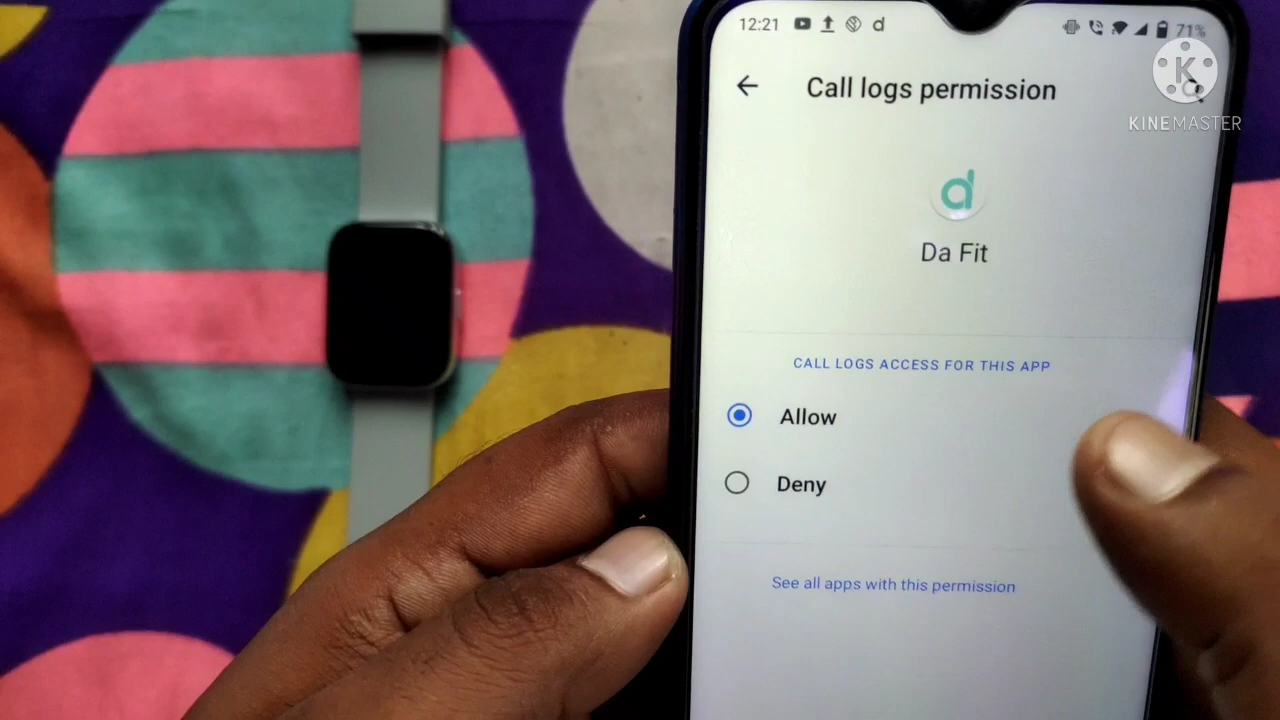 12:21 d 71%
Call logs permission
K
KINEMASTER
d
Da Fit
CALL LOGS ACCESS FOR THIS APP
Allow
Deny
See all apps with this permission